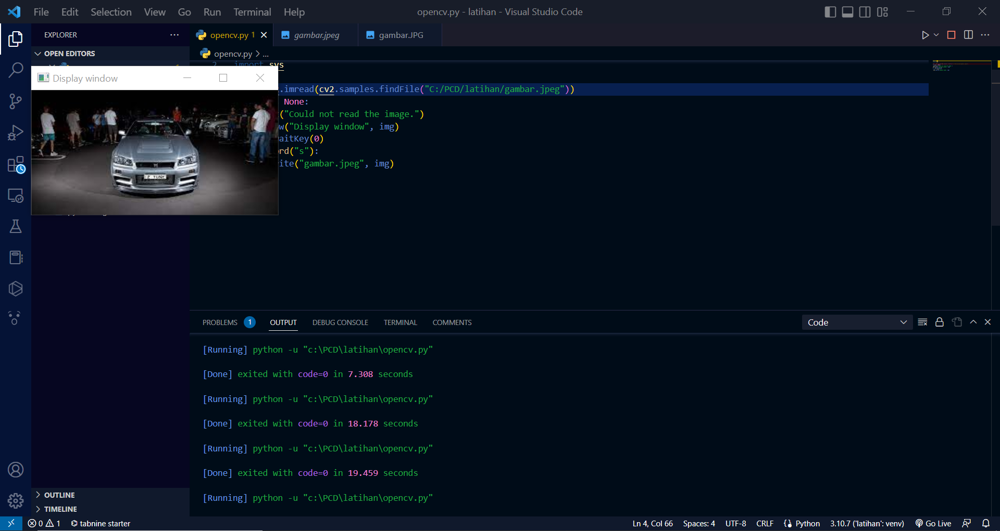 File Edit Selection View Go Run Terminal Help
opencv.py - latihan - Visual Studio Code
EXPLORER
OPEN EDITORS
opencv.py 1
gambar.jpeg
gambar.JPG
opencv.py > ...
2 import sys
Display window
.imread(cv2.samples.findFile("C:/PCD/latihan/gambar.jpeg"))
None:
("Could not read the image.")
w("Display window", img)
aitKey(0)
rd("s"):
ite("gambar.jpeg", img)
Z TUNE
PROBLEMS 1 OUTPUT DEBUG CONSOLE TERMINAL COMMENTS
Code
[Running] python -u "c:\PCD\latihan\opencv.py"
[Done] exited with code=0 in 7.308 seconds
[Running] python -u "c:\PCD\latihan\opencv.py"
[Done] exited with code=0 in 18.178 seconds
[Running] python -u "c:\PCD\latihan\opencv.py"
[Done] exited with code=0 in 19.459 seconds
[Running] python -u "c:\PCD\latihan\opencv.py"
OUTLINE
TIMELINE
0 1 tabnine starter
Ln 4, Col 66 Spaces: 4 UTF-8 CRLF Python 3.10.7 ('latihan': venv) Go Live